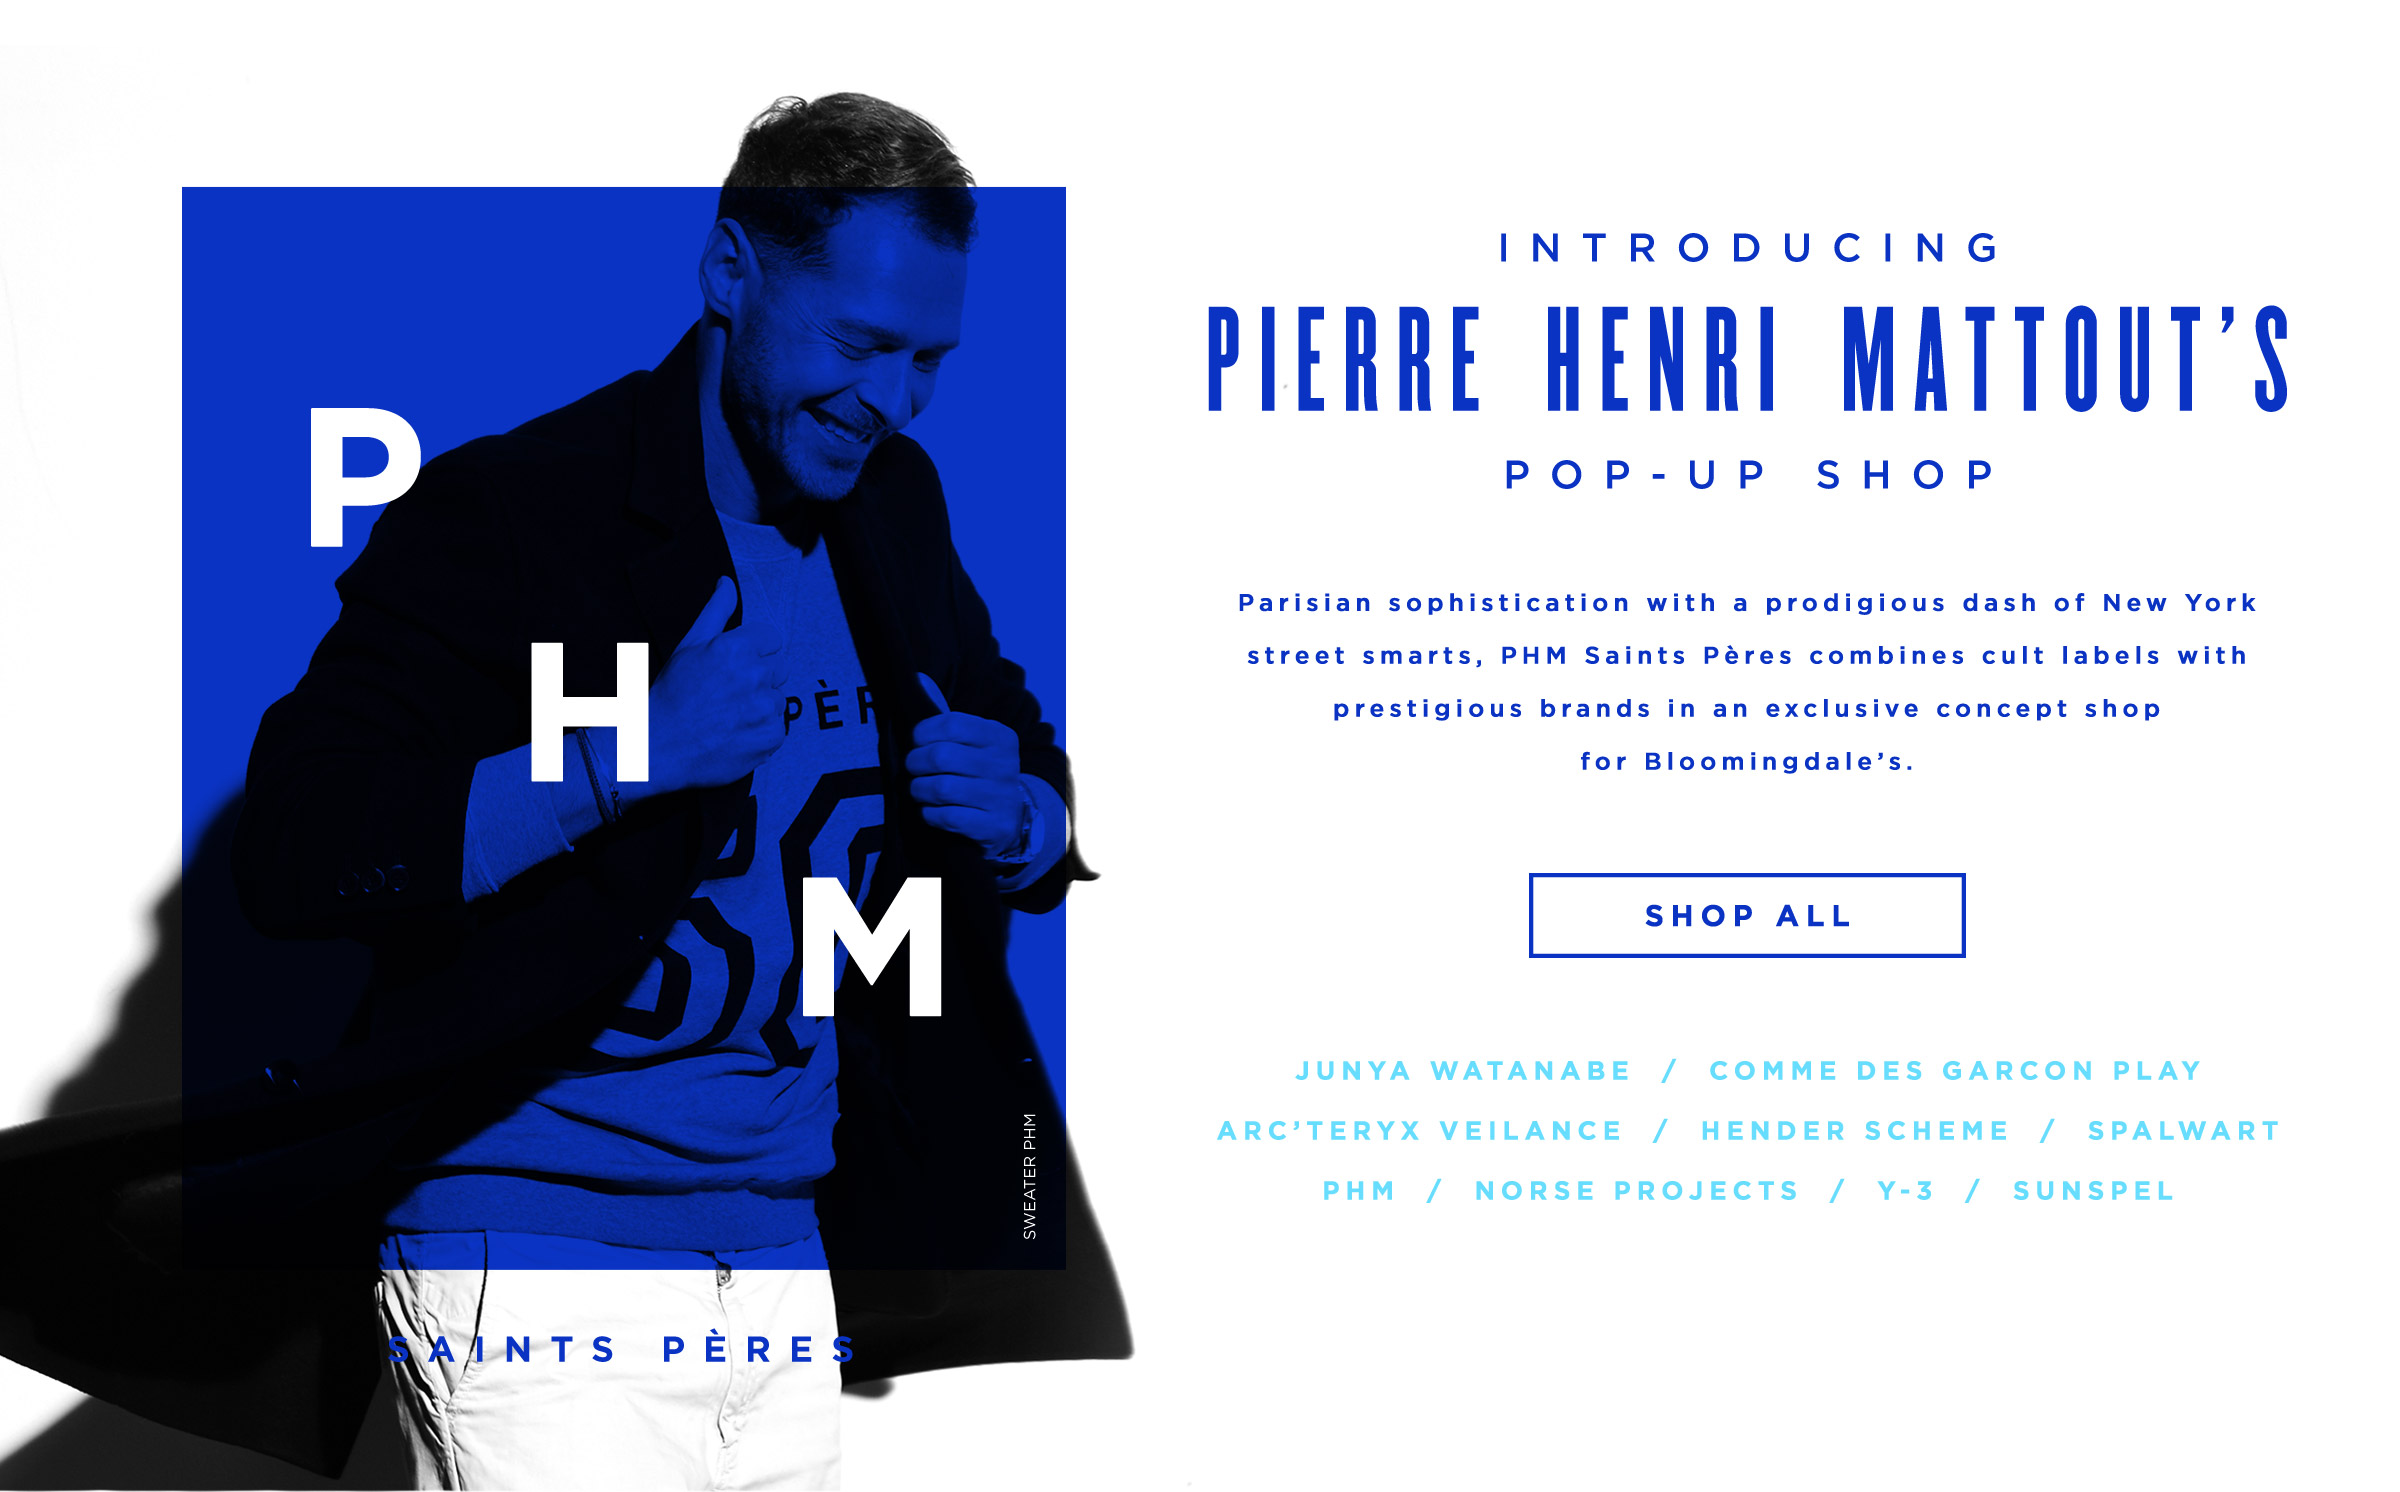 P
H
M
PÈR
SWEATER PHM
SAINTS PÈRES
INTRODUCING
PIERRE HENRI MATTOUT’S
POP-UP SHOP
Parisian sophistication with a prodigious dash of New York
street smarts, PHM Saints Pères combines cult labels with
prestigious brands in an exclusive concept shop
for Bloomingdale’s.
SHOP ALL
JUNYA WATANABE / COMME DES GARCON PLAY
ARC’TERYX VEILANCE / HENDER SCHEME / SPALWART
PHM / NORSE PROJECTS / Y-3 / SUNSPEL